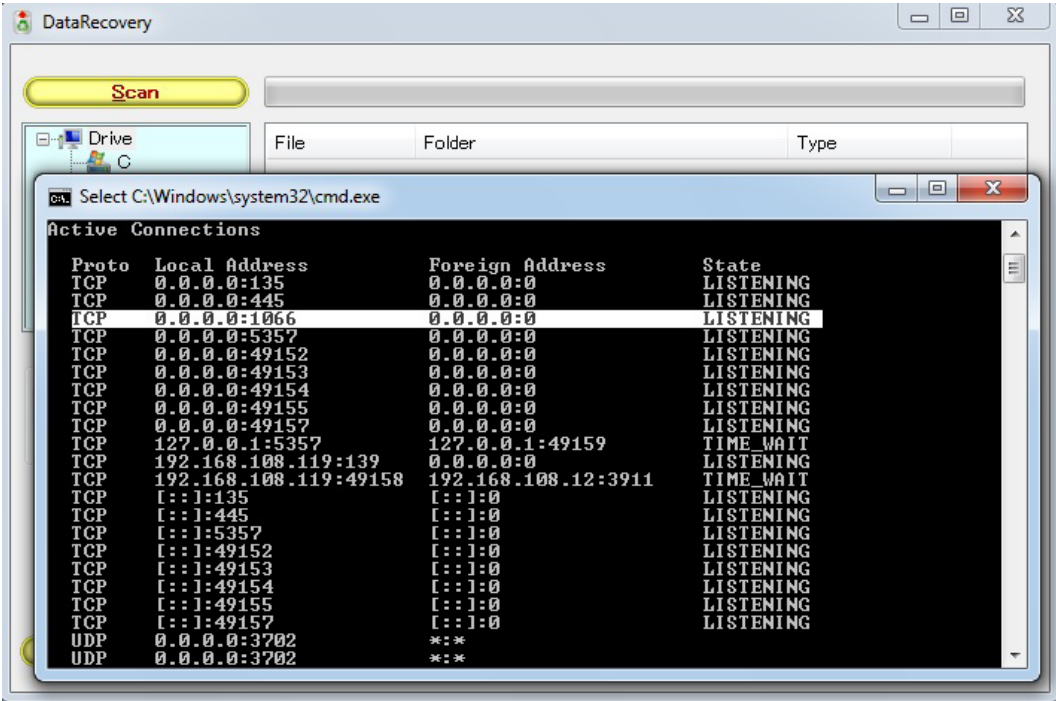 DataRecovery
Scan
Drive
C
File Folder Type
Select C:\Windows\system32\cmd.exe
Active Connections
Proto Local Address Foreign Address State
TCP 0.0.0.0:135 0.0.0.0:0 LISTENING
TCP 0.0.0.0:445 0.0.0.0:0 LISTENING
TCP 0.0.0.0:1066 0.0.0.0:0 LISTENING
TCP 0.0.0.0:5357 0.0.0.0:0 LISTENING
TCP 0.0.0.0:49152 0.0.0.0:0 LISTENING
TCP 0.0.0.0:49153 0.0.0.0:0 LISTENING
TCP 0.0.0.0:49154 0.0.0.0:0 LISTENING
TCP 0.0.0.0:49155 0.0.0.0:0 LISTENING
TCP 0.0.0.0:49157 0.0.0.0:0 LISTENING
TCP 127.0.0.1:5357 127.0.0.1:49159 TIME_WAIT
TCP 192.168.108.119:139 0.0.0.0:0 LISTENING
TCP 192.168.108.119:49158 192.168.108.12:3911 TIME_WAIT
TCP [::]:135 [::]:0 LISTENING
TCP [::]:445 [::]:0 LISTENING
TCP [::]:5357 [::]:0 LISTENING
TCP [::]:49152 [::]:0 LISTENING
TCP [::]:49153 [::]:0 LISTENING
TCP [::]:49154 [::]:0 LISTENING
TCP [::]:49155 [::]:0 LISTENING
TCP [::]:49157 [::]:0 LISTENING
UDP 0.0.0.0:3702 *:*
UDP 0.0.0.0:3702 *:*